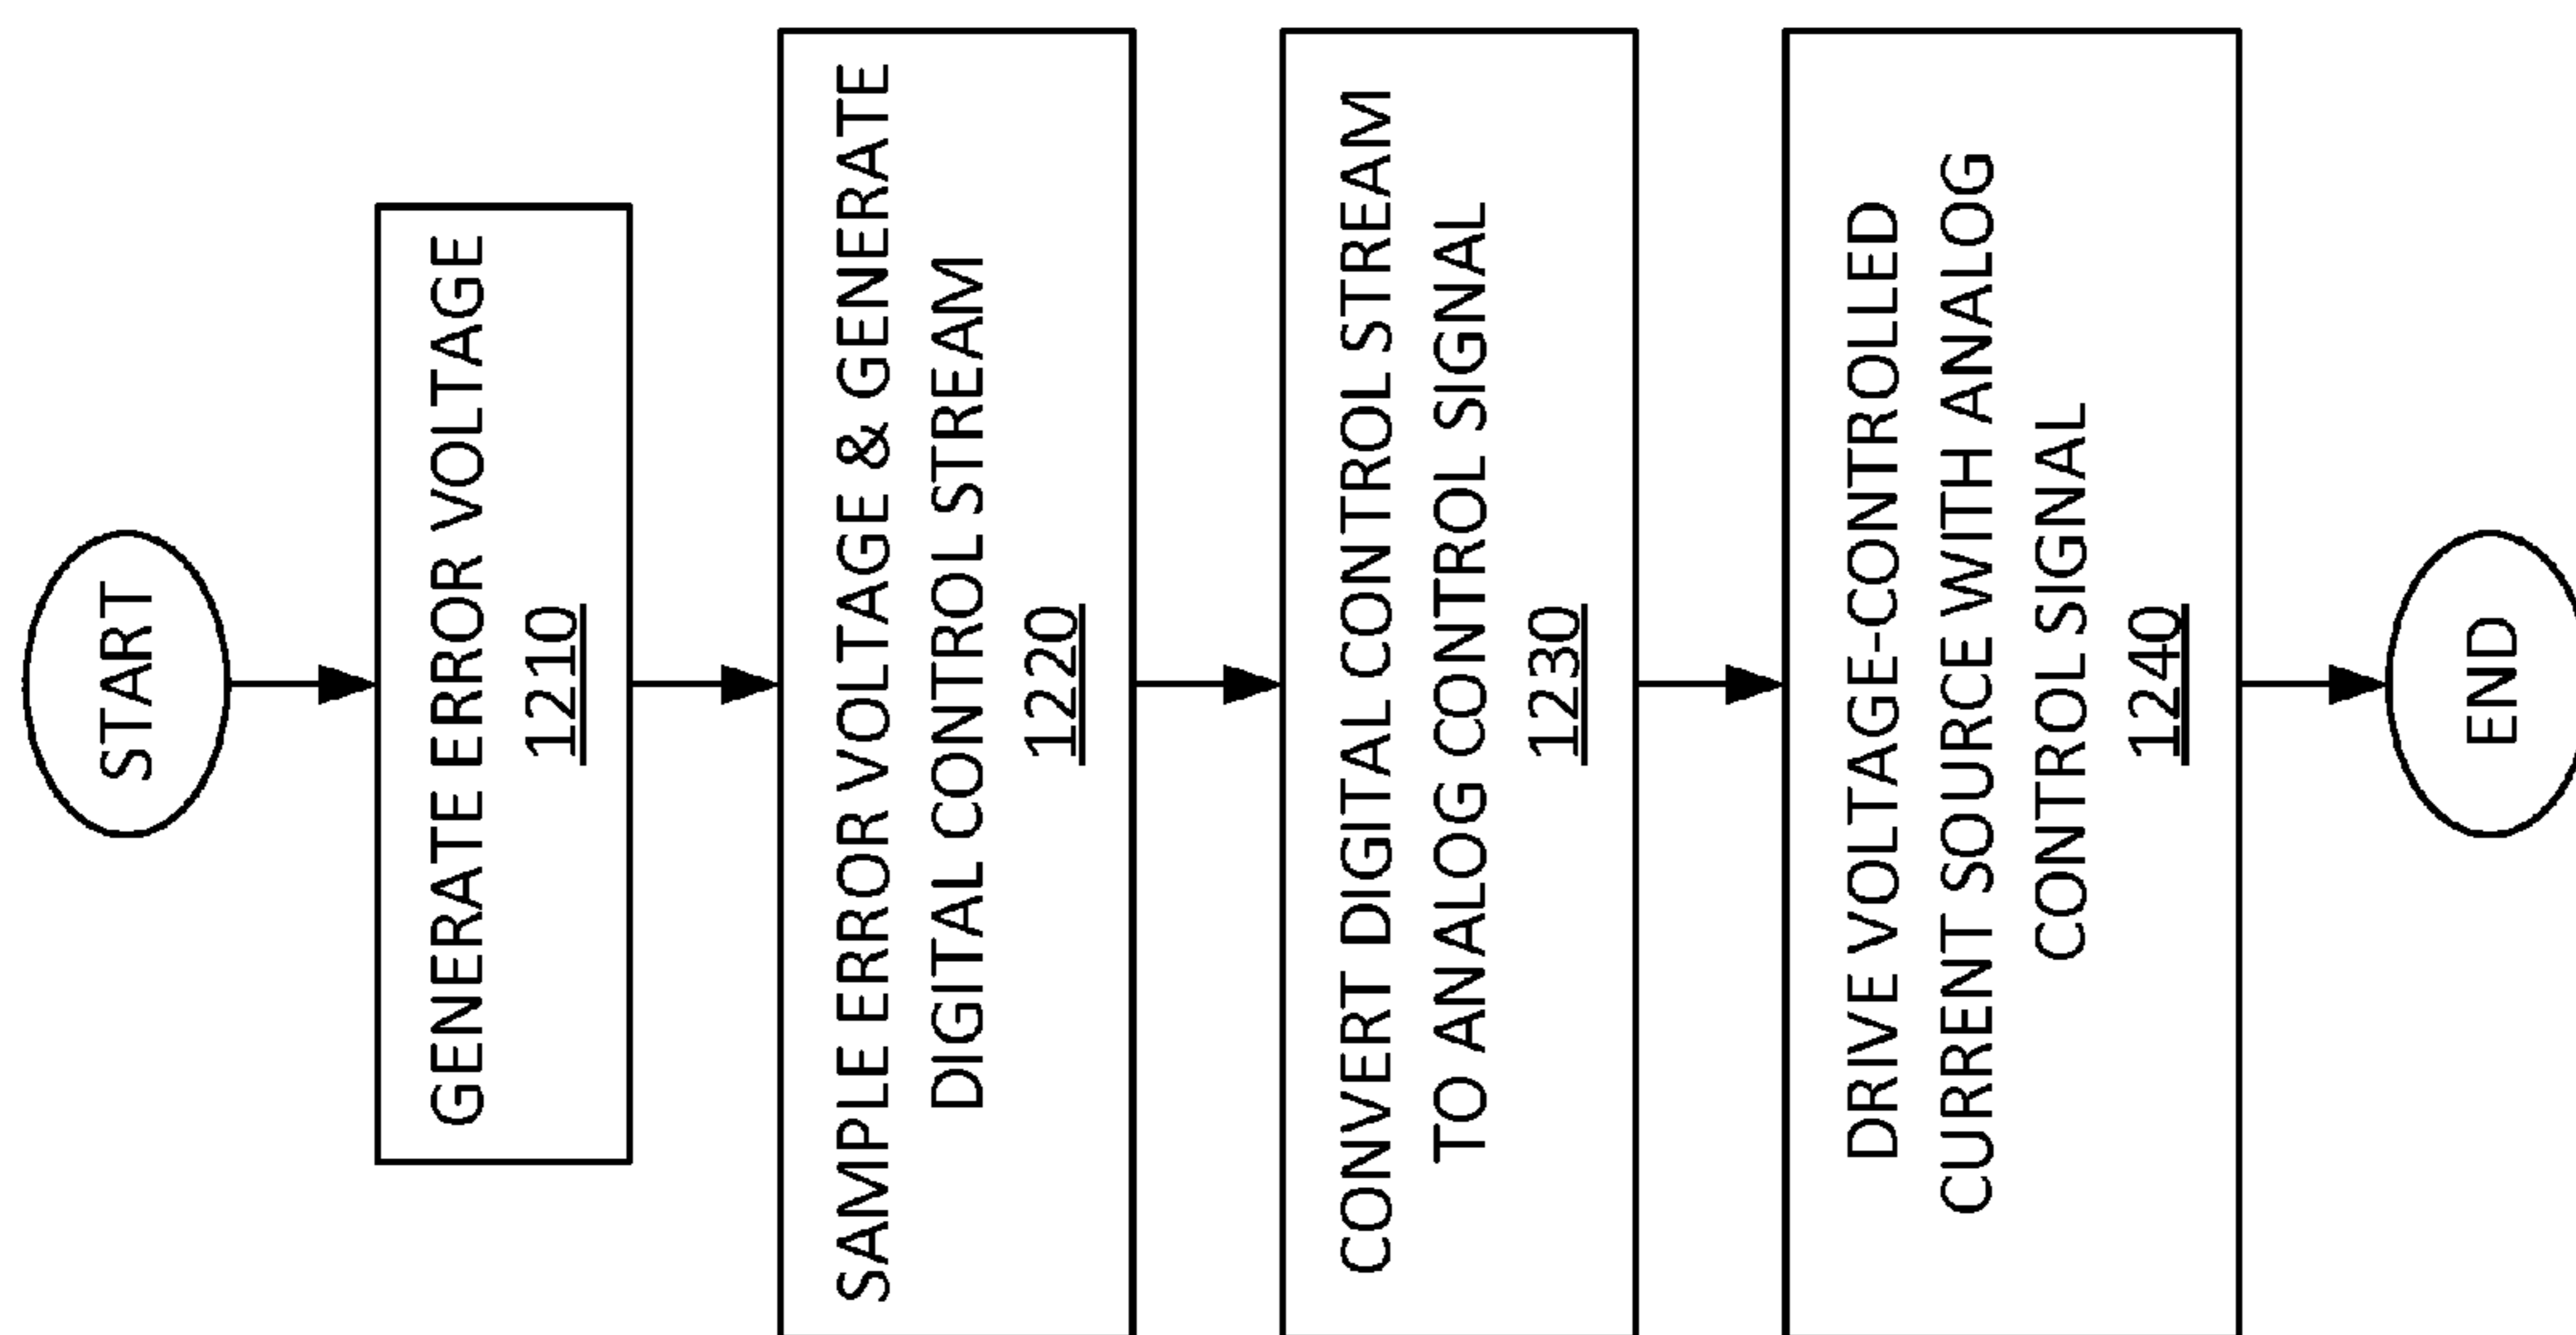 START
GENERATE ERROR VOLTAGE
1210
SAMPLE ERROR VOLTAGE & GENERATE
DIGITAL CONTROL STREAM
1220
CONVERT DIGITAL CONTROL STREAM
TO ANALOG CONTROL SIGNAL
1230
DRIVE VOLTAGE-CONTROLLED
CURRENT SOURCE WITH ANALOG
CONTROL SIGNAL
1240
END